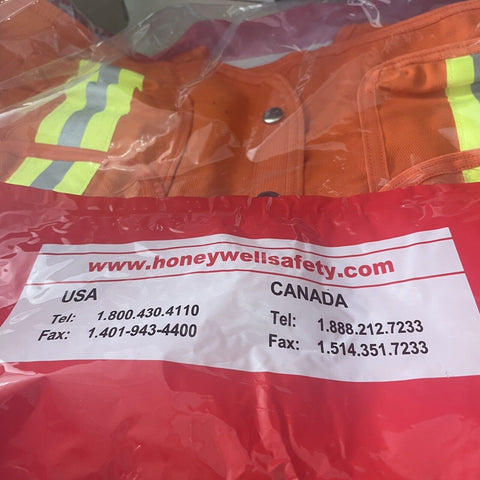 www.honeywellsafety.com
USA
Tel: 1.800.430.4110
Fax: 1.401-943-4400
CANADA
Tel: 1.888.212.7233
Fax: 1.514.351.7233